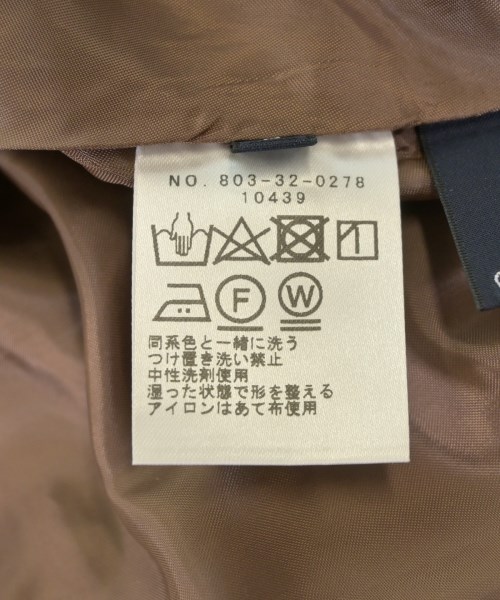 NO. 803-32-0278
10439
F W
同系色と一緒に洗う
つけ置き洗い禁止
中性洗剤使用
湿った状態で形を整える
アイロンはあて布使用